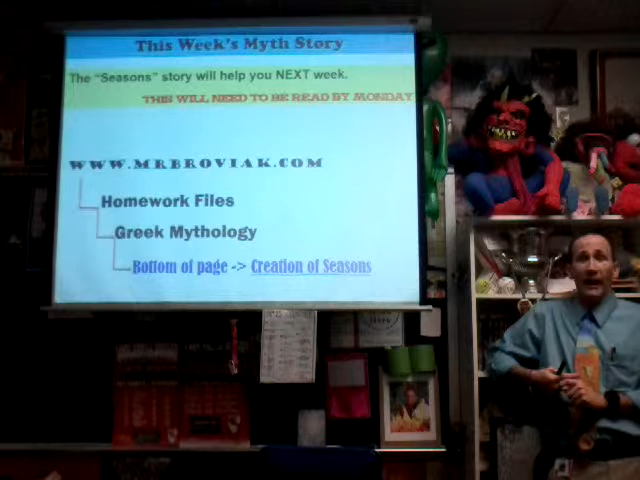 This Week's Myth Story
The "Seasons" story will help you NEXT week.
THIS WILL NEED TO BE READ BY MONDAY
WWW.MRBROVIAK.COM
Homework Files
Greek Mythology
Bottom of page -> Creation of Seasons